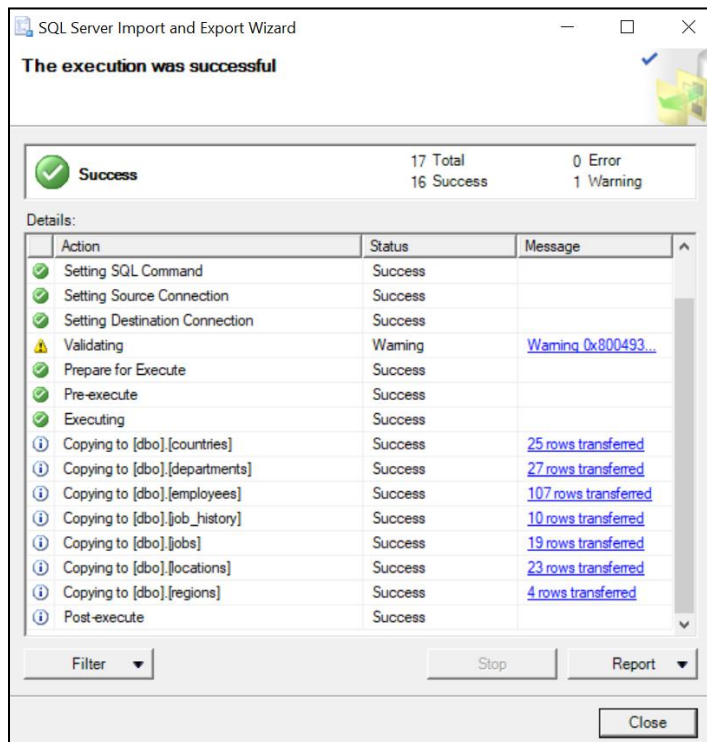 SQL Server Import and Export Wizard
The execution was successful
Success 17 Total 0 Error
16 Success 1 Warning
Details:
Action Status Message
Setting SQL Command Success
Setting Source Connection Success
Setting Destination Connection Success
Validating Warning Warning 0x800493...
Prepare for Execute Success
Pre-execute Success
Executing Success
Copying to [dbo].[countries] Success 25 rows transferred
Copying to [dbo].[departments] Success 27 rows transferred
Copying to [dbo].[employees] Success 107 rows transferred
Copying to [dbo].[job_history] Success 10 rows transferred
Copying to [dbo].[jobs] Success 19 rows transferred
Copying to [dbo].[locations] Success 23 rows transferred
Copying to [dbo].[regions] Success 4 rows transferred
Post-execute Success
Filter Stop Report
Close